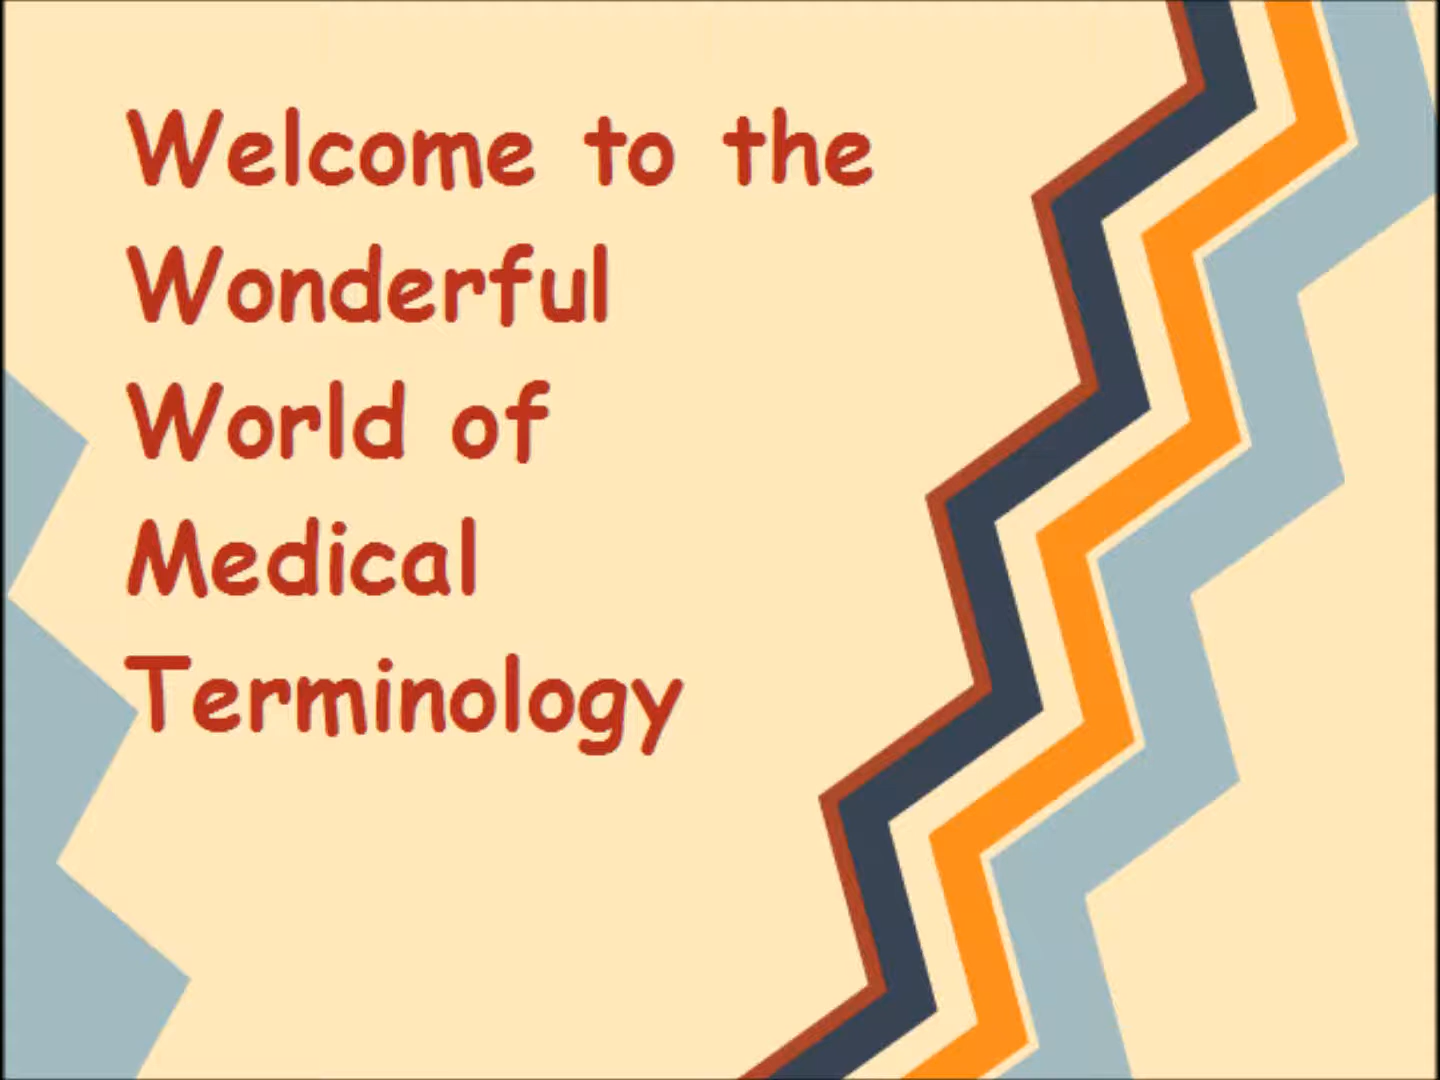 Welcome to the
Wonderful
World of
Medical
Terminology